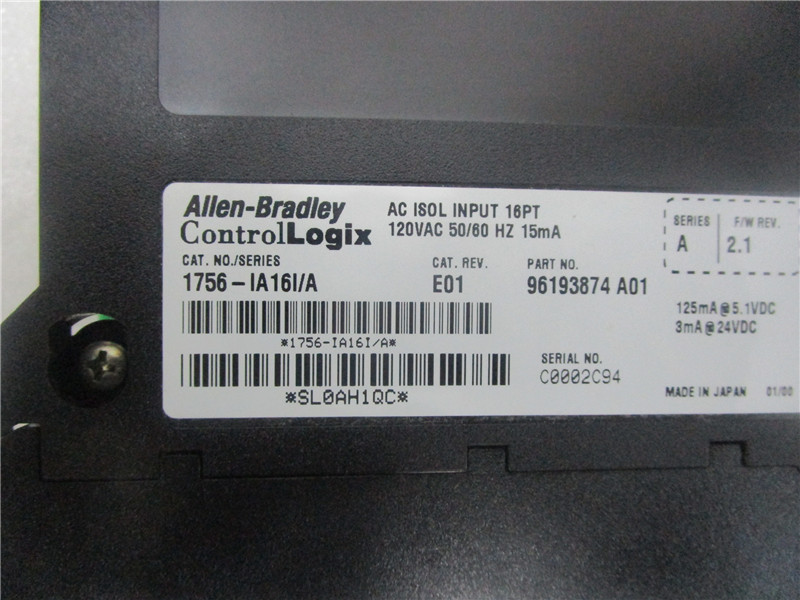 Allen-Bradley
ControlLogix
AC ISOL INPUT 16PT
120VAC 50/60 HZ 15mA
SERIES
A
F/W REV.
2.1
CAT. NO./SERIES
1756-IA16I/A
CAT. REV.
E01
PART NO.
96193874 A01
*1756-IA16I/A*
125mA@5.1VDC
3mA@24VDC
*SL0AH1QC*
SERIAL NO.
C0002C94
MADE IN JAPAN 01/00